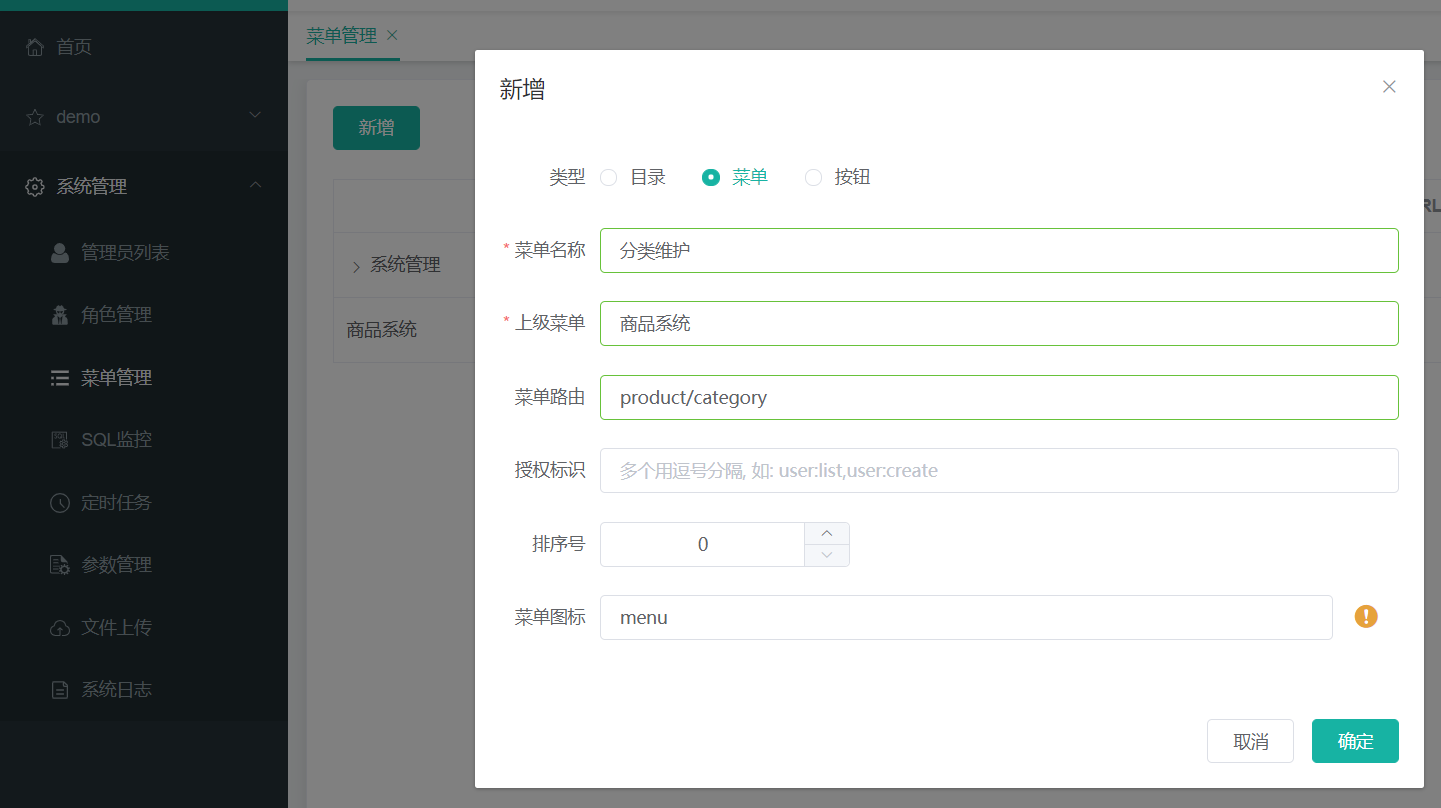 首页
demo
系统管理
管理员列表
角色管理
菜单管理
SQL监控
定时任务
参数管理
文件上传
系统日志
菜单管理
新增
系统管理
商品系统
RL
新增
类型 目录 菜单 按钮
* 菜单名称 分类维护
* 上级菜单 商品系统
菜单路由 product/category
授权标识 多个用逗号分隔, 如: user:list,user:create
排序号 0
菜单图标 menu
取消 确定